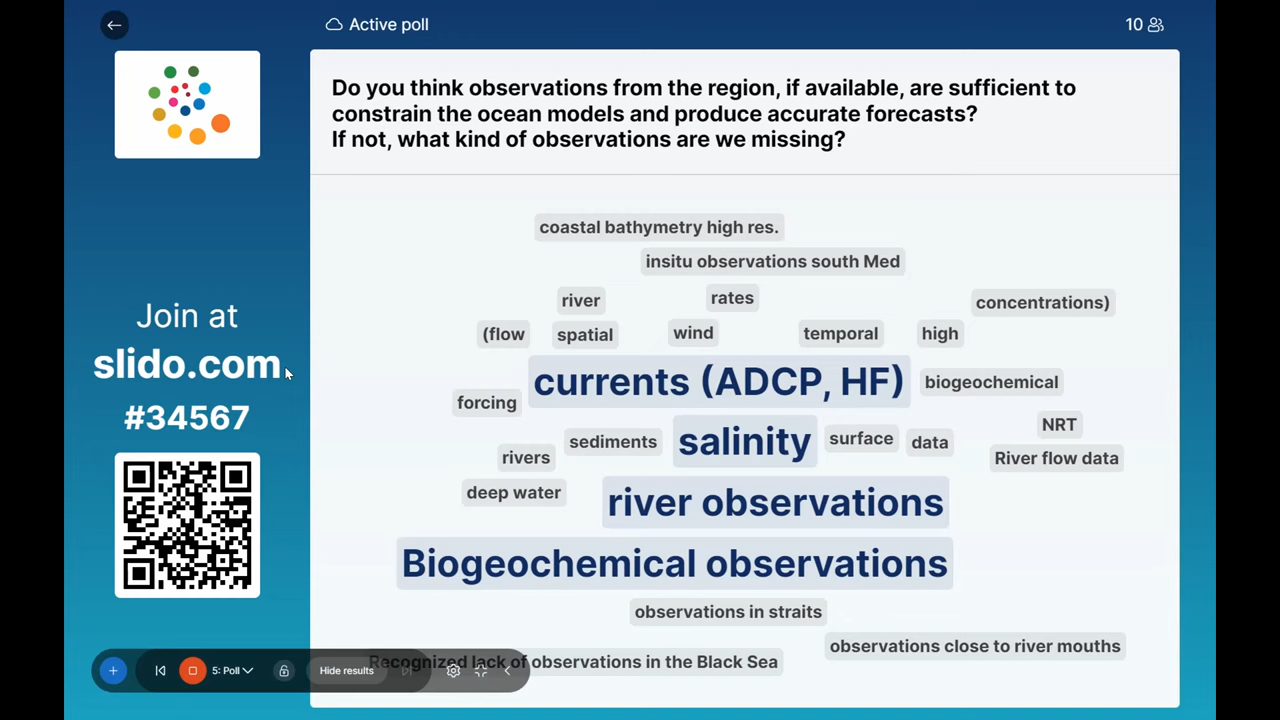 Active poll
10
Do you think observations from the region, if available, are sufficient to
constrain the ocean models and produce accurate forecasts?
If not, what kind of observations are we missing?
Join at
slido.com
#34567
coastal bathymetry high res.
insitu observations south Med
river
rates
concentrations)
(flow
spatial
wind
temporal
high
currents (ADCP, HF)
biogeochemical
forcing
NRT
sediments
salinity
surface
data
rivers
River flow data
deep water
river observations
Biogeochemical observations
observations in straits
observations close to river mouths
Recognized lack of observations in the Black Sea
5: Poll
Hide results